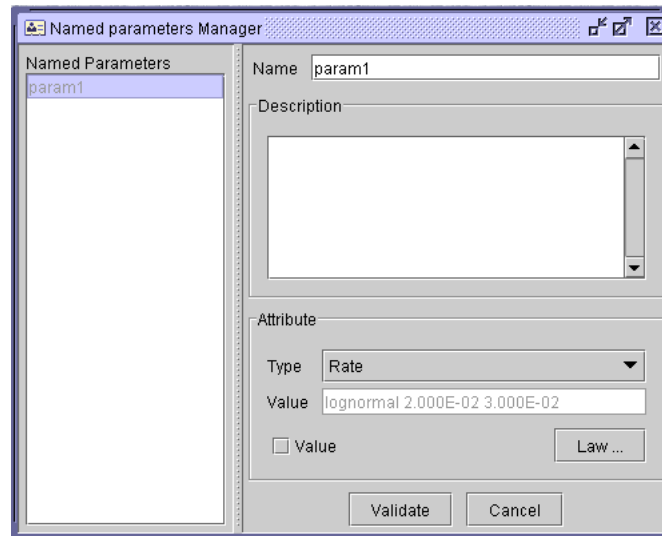 Named parameters Manager
Named Parameters
param1
Name param1
Description
Attribute
Type Rate
Value lognormal 2.000E-02 3.000E-02
Value Law ...
Validate Cancel